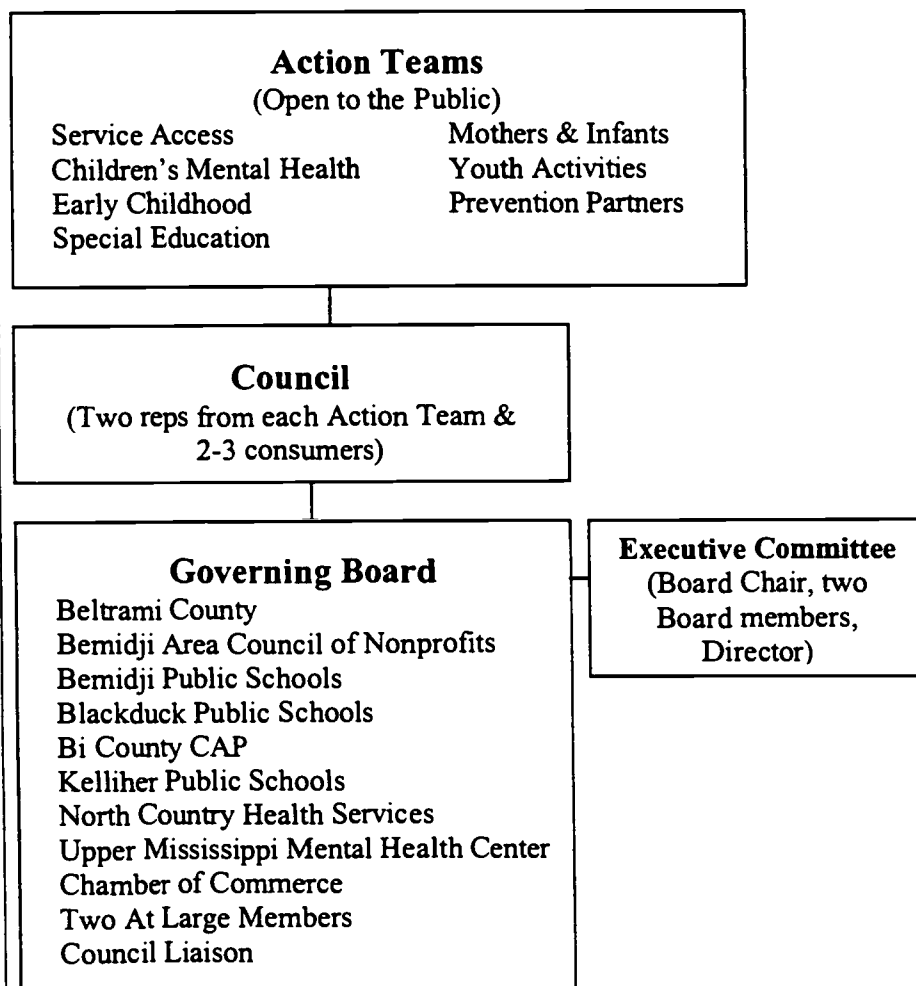 Action Teams
(Open to the Public)
Service Access
Children's Mental Health
Early Childhood
Special Education
Mothers & Infants
Youth Activities
Prevention Partners
Council
(Two reps from each Action Team &
2-3 consumers)
Governing Board
Beltrami County
Bemidji Area Council of Nonprofits
Bemidji Public Schools
Blackduck Public Schools
Bi County CAP
Kelliher Public Schools
North Country Health Services
Upper Mississippi Mental Health Center
Chamber of Commerce
Two At Large Members
Council Liaison
Executive Committee
(Board Chair, two
Board members,
Director)